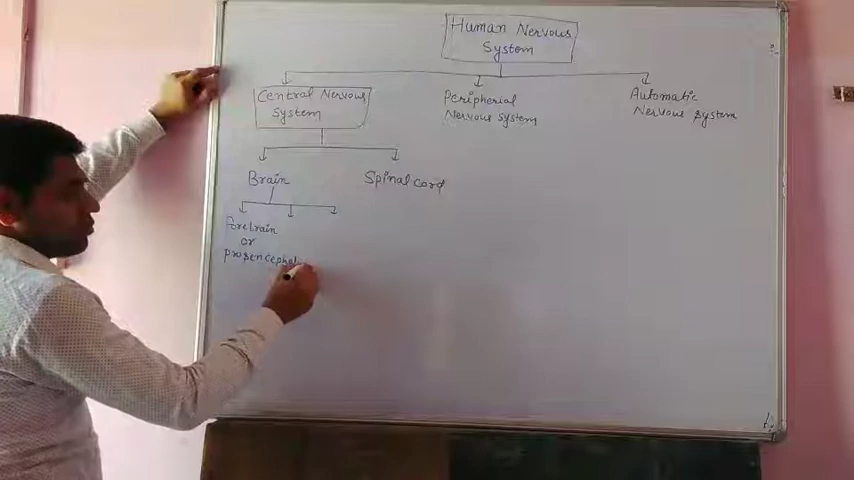 Human Nervous
System
Central Nervous
System
Peripherial
Nervous system
Automatic
Nervous system
Brain
Spinal cord
Forebrain
or
prosencephal